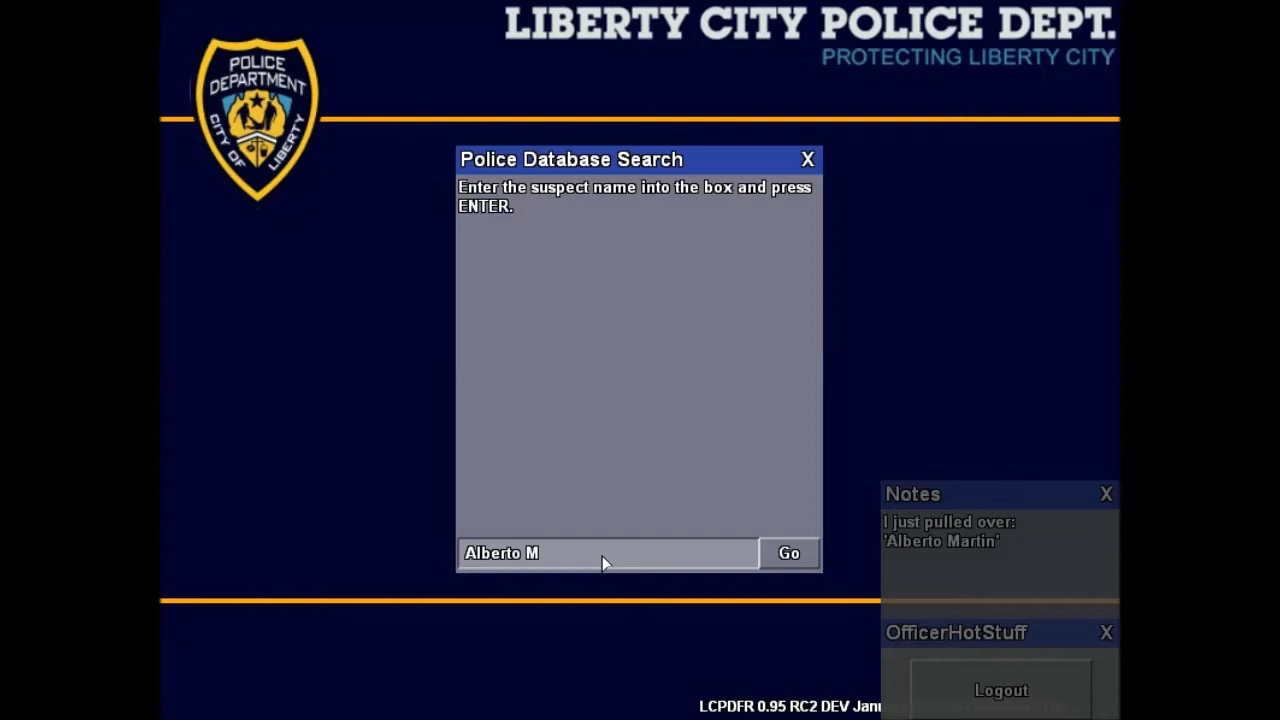 LIBERTY CITY POLICE DEPT.
PROTECTING LIBERTY CITY
POLICE
DEPARTMENT
CITY OF
LIBERTY
Police Database Search X
Enter the suspect name into the box and press
ENTER.
Alberto M Go
Notes X
I just pulled over:
'Alberto Martin'
OfficerHotStuff X
Logout
LCPDFR 0.95 RC2 DEV